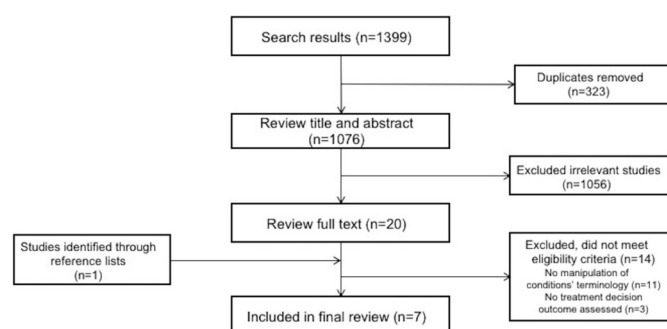 Search results (n=1399)
Duplicates removed
(n=323)
Review title and abstract
(n=1076)
Excluded irrelevant studies
(n=1056)
Review full text (n=20)
Studies identified through
reference lists
(n=1)
Excluded, did not meet
eligibility criteria (n=14)
No manipulation of
conditions' terminology (n=11)
No treatment decision
outcome assessed (n=3)
Included in final review (n=7)